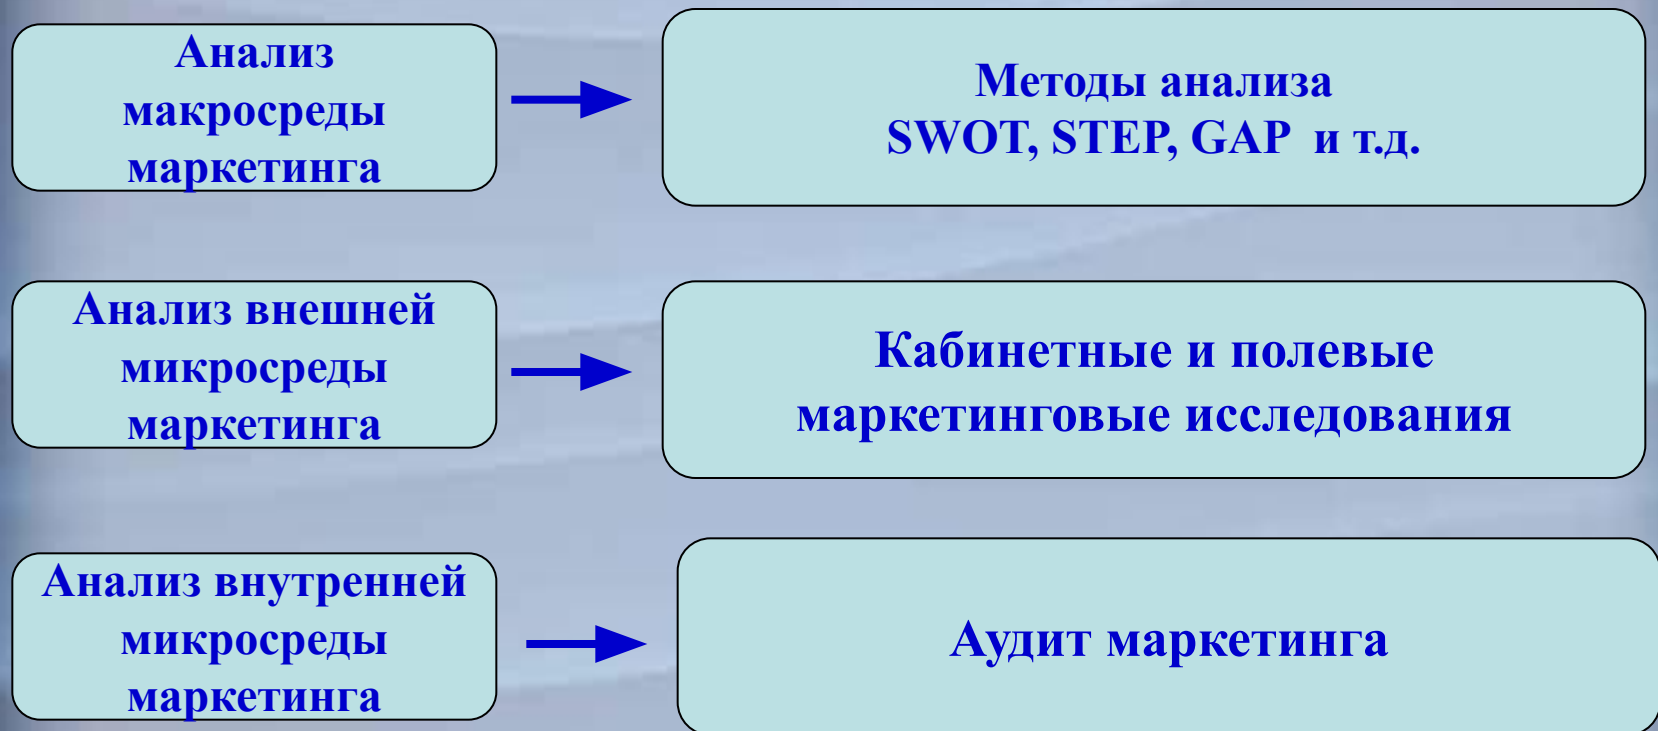 Анализ
макросреды
маркетинга
Методы анализа
SWOT, STEP, GAP и т.д.
Анализ внешней
микросреды
маркетинга
Кабинетные и полевые
маркетинговые исследования
Анализ внутренней
микросреды
маркетинга
Аудит маркетинга